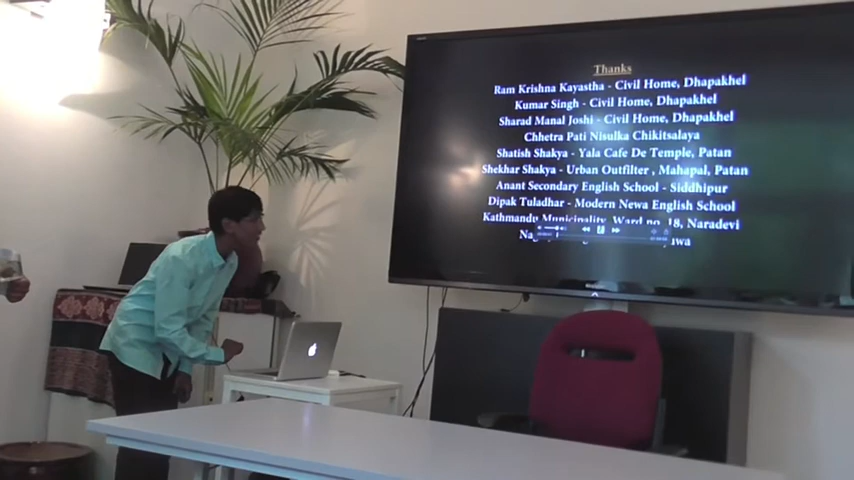 Thanks
Ram Krishna Kayastha - Civil Home, Dhapakhel
Kumar Singh - Civil Home, Dhapakhel
Sharad Manal Joshi - Civil Home, Dhapakhel
Chhetra Pati Nisulka Chikitsalaya
Shatish Shakya - Yala Cafe De Temple, Patan
Shekhar Shakya - Urban Outfitter , Mahapal, Patan
Anant Secondary English School - Siddhipur
Dipak Tuladhar - Modern Newa English School
Kathmandu Municipality, Ward no. 18, Naradevi